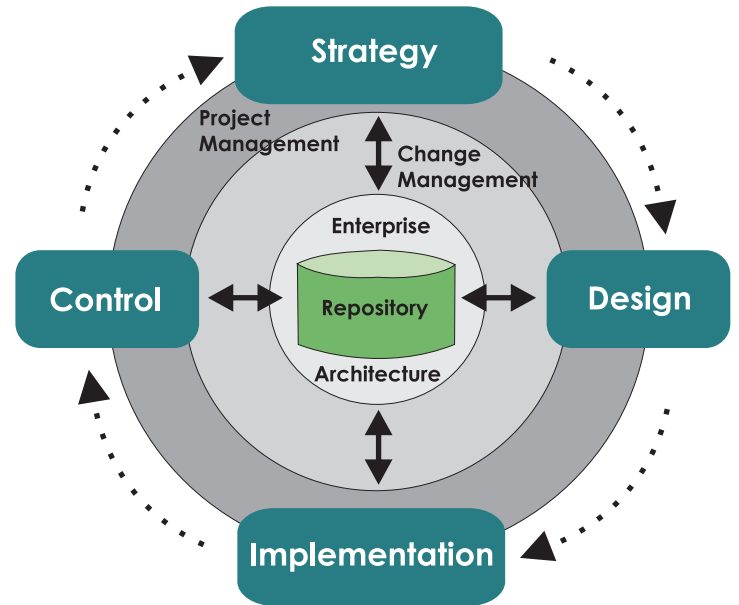 Strategy
Project
Management
Change
Management
Enterprise
Control
Repository
Design
Architecture
Implementation